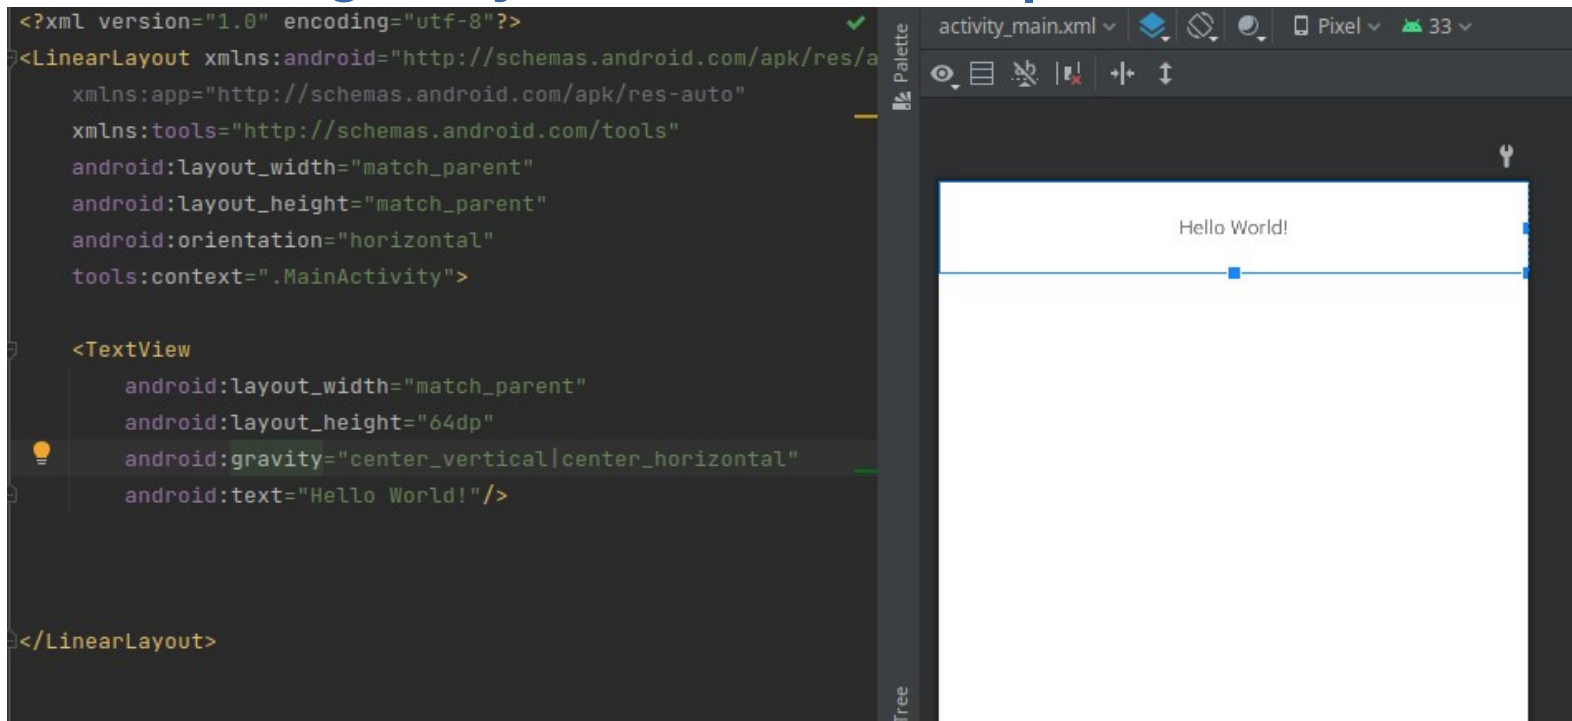 <?xml version="1.0" encoding="utf-8"?>
<LinearLayout xmlns:android="http://schemas.android.com/apk/res/a
xmlns:app="http://schemas.android.com/apk/res-auto"
xmlns:tools="http://schemas.android.com/tools"
android:layout_width="match_parent"
android:layout_height="match_parent"
android:orientation="horizontal"
tools:context=".MainActivity">
<TextView
android:layout_width="match_parent"
android:layout_height="64dp"
android:gravity="center_vertical|center_horizontal"
android:text="Hello World!"/>
</LinearLayout>
Palette
Tree
activity_main.xml
Pixel
33
Hello World!